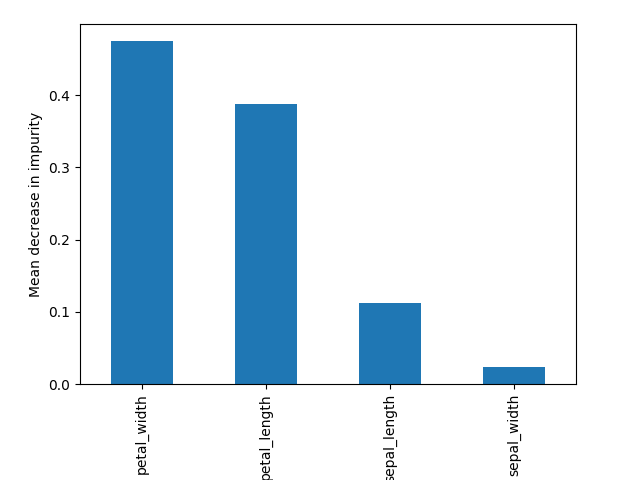 Mean decrease in impurity
0.4
0.3
0.2
0.1
0.0
petal_width
petal_length
sepal_length
sepal_width